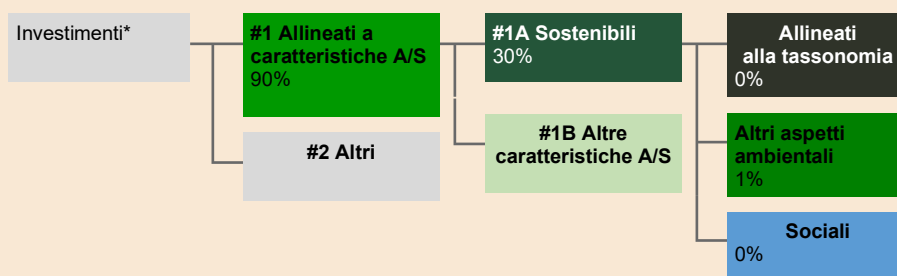 Investimenti*
#1 Allineati a
caratteristiche A/S
90%
#2 Altri
#1A Sostenibili
30%
#1B Altre
caratteristiche A/S
Allineati
alla tassonomia
0%
Altri aspetti
ambientali
1%
Sociali
0%